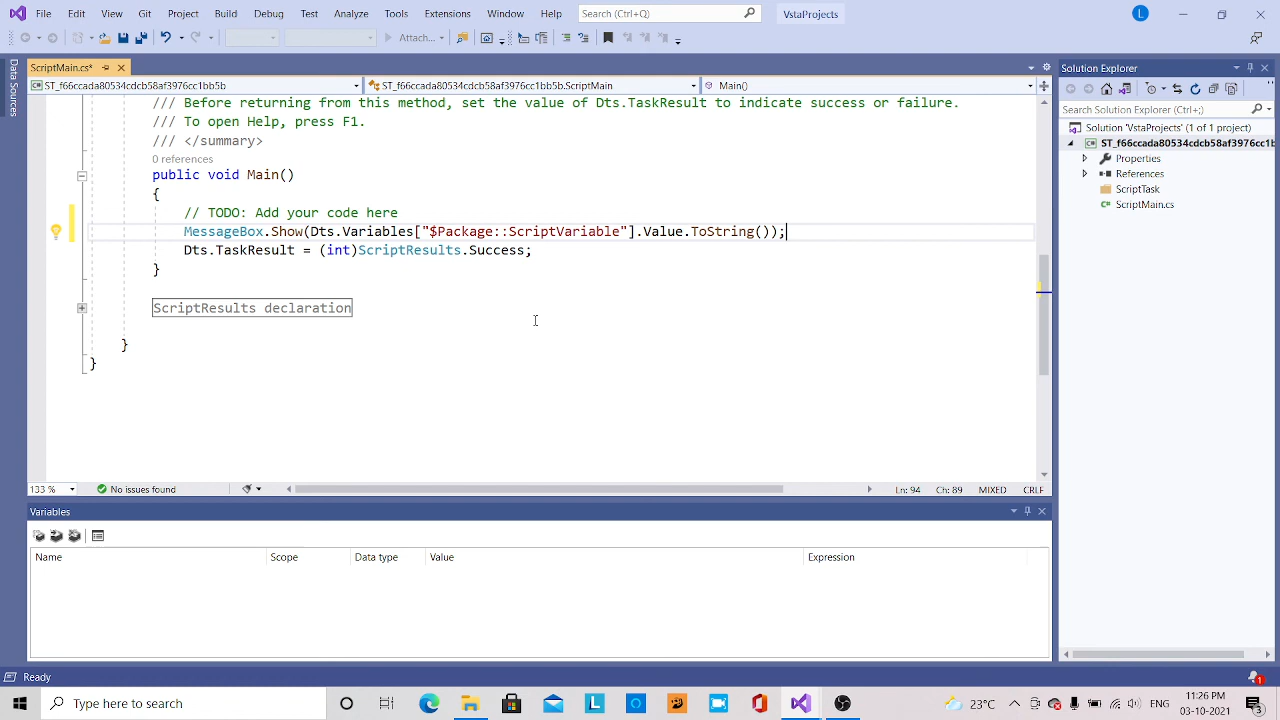 File Edit View Git Project Build Debug Test Analyze Tools Extensions Window Help Search (Ctrl+Q) VstaProjects L
Attach...
ScriptMain.cs*
ST_f66ccada80534cdcb58af3976cc1bb5b ST_f66ccada80534cdcb58af3976cc1bb5b.ScriptMain Main()
Data Sources
/// Before returning from this method, set the value of Dts.TaskResult to indicate success or failure.
/// To open Help, press F1.
/// </summary>
0 references
public void Main()
{
// TODO: Add your code here
MessageBox.Show(Dts.Variables["$Package::ScriptVariable"].Value.ToString());
Dts.TaskResult = (int)ScriptResults.Success;
}
ScriptResults declaration
}
}
133 % No issues found Ln: 94 Ch: 89 MIXED CRLF
Solution Explorer
Search Solution Explorer (Ctrl+;)
Solution 'VstaProjects' (1 of 1 project)
ST_f66ccada80534cdcb58af3976cc1b
Properties
References
ScriptTask
ScriptMain.cs
Variables
Name Scope Data type Value Expression
Ready 1
Type here to search L 23°C 11:26 PM
03-10-2021 3